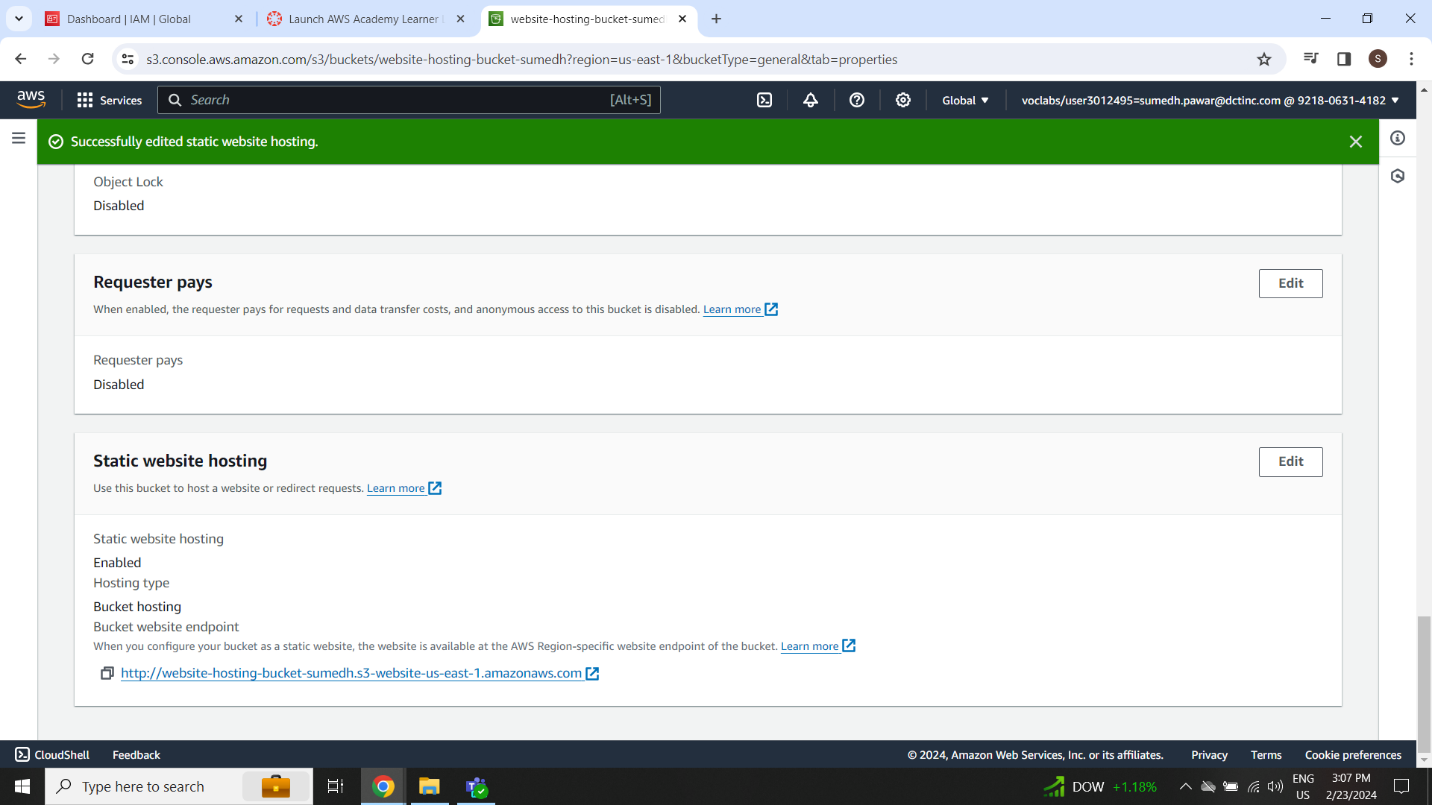 Dashboard | IAM | Global
Launch AWS Academy Learner
website-hosting-bucket-sumed
s3.console.aws.amazon.com/s3/buckets/website-hosting-bucket-sumedh?region=us-east-1&bucketType=general&tab=properties
S
aws
Services
Search
[Alt+S]
Global
voclabs/user3012495=sumedh.pawar@dctinc.com @ 9218-0631-4182
Successfully edited static website hosting.
Object Lock
Disabled
Requester pays
Edit
When enabled, the requester pays for requests and data transfer costs, and anonymous access to this bucket is disabled. Learn more
Requester pays
Disabled
Static website hosting
Edit
Use this bucket to host a website or redirect requests. Learn more
Static website hosting
Enabled
Hosting type
Bucket hosting
Bucket website endpoint
When you configure your bucket as a static website, the website is available at the AWS Region-specific website endpoint of the bucket. Learn more
http://website-hosting-bucket-sumedh.s3-website-us-east-1.amazonaws.com
CloudShell
Feedback
© 2024, Amazon Web Services, Inc. or its affiliates.
Privacy
Terms
Cookie preferences
Type here to search
DOW +1.18%
ENG
US
3:07 PM
2/23/2024